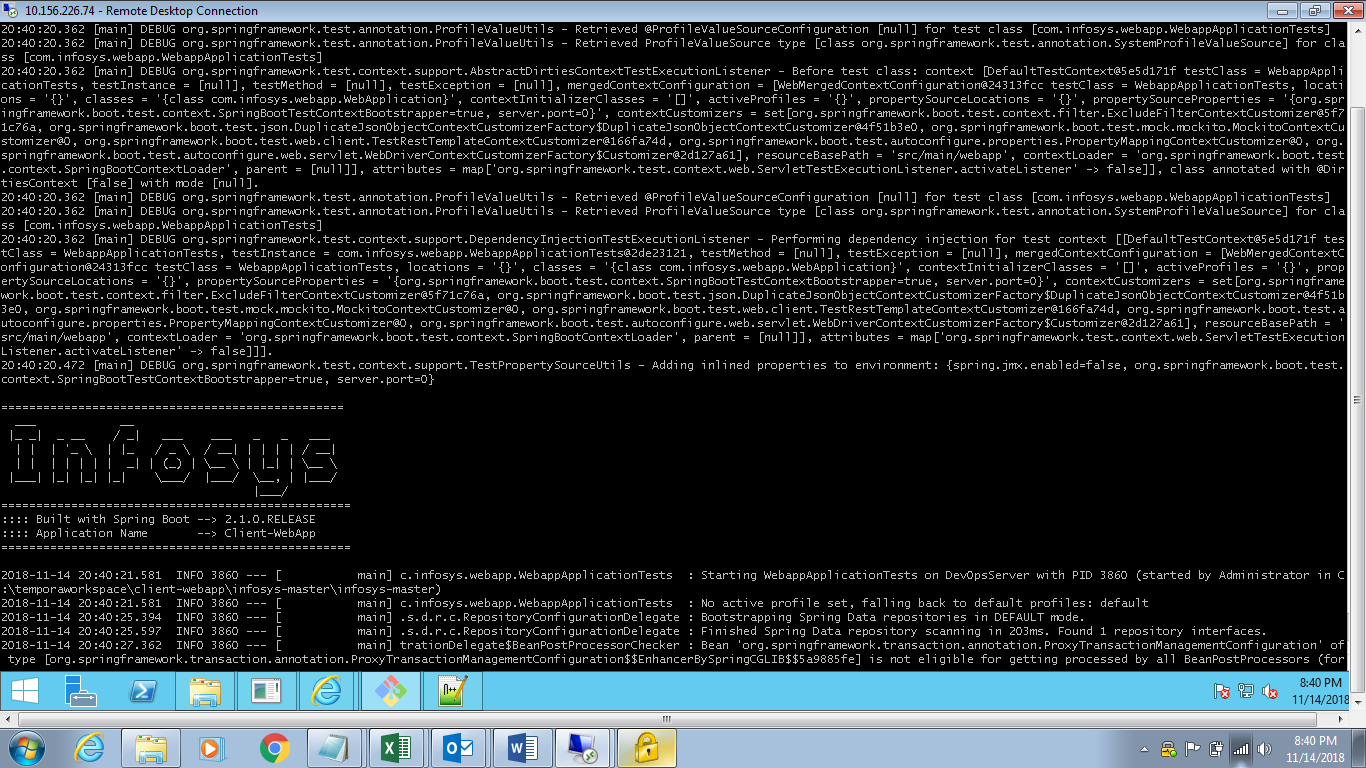 10.156.226.74 - Remote Desktop Connection
20:40:20.362 [main] DEBUG org.springframework.test.annotation.ProfileValueUtils - Retrieved @ProfileValueSourceConfiguration [null] for test class [com.infosys.webapp.WebappApplicationTests]
20:40:20.362 [main] DEBUG org.springframework.test.annotation.ProfileValueUtils - Retrieved ProfileValueSource type [class org.springframework.test.annotation.SystemProfileValueSource] for cla
ss [com.infosys.webapp.WebappApplicationTests]
20:40:20.362 [main] DEBUG org.springframework.test.context.support.AbstractDirtiesContextTestExecutionListener - Before test class: context [DefaultTestContext@5e5d171f testClass = WebappAppli
cationTests, testInstance = [null], testMethod = [null], testException = [null], mergedContextConfiguration = [WebMergedContextConfiguration@24313fcc testClass = WebappApplicationTests, locati
ons = '{}', classes = '{class com.infosys.webapp.WebApplication}', contextInitializerClasses = '[]', activeProfiles = '{}', propertySourceLocations = '{}', propertySourceProperties = '{org.spr
ingframework.boot.test.context.SpringBootTestContextBootstrapper=true, server.port=0}', contextCustomizers = set[org.springframework.boot.test.context.filter.ExcludeFilterContextCustomizer@5f7
1c76a, org.springframework.boot.test.json.DuplicateJsonObjectContextCustomizerFactory$DuplicateJsonObjectContextCustomizer@4f51b3e0, org.springframework.boot.test.mock.mockito.MockitoContextCu
stomizer@0, org.springframework.boot.test.web.client.TestRestTemplateContextCustomizer@166fa74d, org.springframework.boot.test.autoconfigure.properties.PropertyMappingContextCustomizer@0, org.
springframework.boot.test.autoconfigure.web.servlet.WebDriverContextCustomizerFactory$Customizer@2d127a61], resourceBasePath = 'src/main/webapp', contextLoader = 'org.springframework.boot.test
.context.SpringBootContextLoader', parent = [null]], attributes = map['org.springframework.test.context.web.ServletTestExecutionListener.activateListener' -> false]], class annotated with @Dir
tiesContext [false] with mode [null].
20:40:20.362 [main] DEBUG org.springframework.test.annotation.ProfileValueUtils - Retrieved @ProfileValueSourceConfiguration [null] for test class [com.infosys.webapp.WebappApplicationTests]
20:40:20.362 [main] DEBUG org.springframework.test.annotation.ProfileValueUtils - Retrieved ProfileValueSource type [class org.springframework.test.annotation.SystemProfileValueSource] for cla
ss [com.infosys.webapp.WebappApplicationTests]
20:40:20.362 [main] DEBUG org.springframework.test.context.support.DependencyInjectionTestExecutionListener - Performing dependency injection for test context [[DefaultTestContext@5e5d171f tes
tClass = WebappApplicationTests, testInstance = com.infosys.webapp.WebappApplicationTests@2de23121, testMethod = [null], testException = [null], mergedContextConfiguration = [WebMergedContextC
onfiguration@24313fcc testClass = WebappApplicationTests, locations = '{}', classes = '{class com.infosys.webapp.WebApplication}', contextInitializerClasses = '[]', activeProfiles = '{}', prop
ertySourceLocations = '{}', propertySourceProperties = '{org.springframework.boot.test.context.SpringBootTestContextBootstrapper=true, server.port=0}', contextCustomizers = set[org.springframe
work.boot.test.context.filter.ExcludeFilterContextCustomizer@5f71c76a, org.springframework.boot.test.json.DuplicateJsonObjectContextCustomizerFactory$DuplicateJsonObjectContextCustomizer@4f51b
3e0, org.springframework.boot.test.mock.mockito.MockitoContextCustomizer@0, org.springframework.boot.test.web.client.TestRestTemplateContextCustomizer@166fa74d, org.springframework.boot.test.a
utoconfigure.properties.PropertyMappingContextCustomizer@0, org.springframework.boot.test.autoconfigure.web.servlet.WebDriverContextCustomizerFactory$Customizer@2d127a61], resourceBasePath = '
src/main/webapp', contextLoader = 'org.springframework.boot.test.context.SpringBootContextLoader', parent = [null]], attributes = map['org.springframework.test.context.web.ServletTestExecution
Listener.activateListener' -> false]]].
20:40:20.472 [main] DEBUG org.springframework.test.context.support.TestPropertySourceUtils - Adding inlined properties to environment: {spring.jmx.enabled=false, org.springframework.boot.test.
context.SpringBootTestContextBootstrapper=true, server.port=0}
=================================================
Infosys
==================================================
:::: Built with Spring Boot --> 2.1.0.RELEASE
:::: Application Name --> Client-WebApp
==================================================
2018-11-14 20:40:21.581 INFO 3860 --- [ main] c.infosys.webapp.WebappApplicationTests : Starting WebappApplicationTests on DevOpsServer with PID 3860 (started by Administrator in C
:\temporaworkspace\client-webapp\infosys-master\infosys-master)
2018-11-14 20:40:21.581 INFO 3860 --- [ main] c.infosys.webapp.WebappApplicationTests : No active profile set, falling back to default profiles: default
2018-11-14 20:40:25.394 INFO 3860 --- [ main] .s.d.r.c.RepositoryConfigurationDelegate : Bootstrapping Spring Data repositories in DEFAULT mode.
2018-11-14 20:40:25.597 INFO 3860 --- [ main] .s.d.r.c.RepositoryConfigurationDelegate : Finished Spring Data repository scanning in 203ms. Found 1 repository interfaces.
2018-11-14 20:40:27.362 INFO 3860 --- [ main] trationDelegate$BeanPostProcessorChecker : Bean 'org.springframework.transaction.annotation.ProxyTransactionManagementConfiguration' of
type [org.springframework.transaction.annotation.ProxyTransactionManagementConfiguration$$EnhancerBySpringCGLIB$$5a9885fe] is not eligible for getting processed by all BeanPostProcessors (for
8:40 PM
11/14/2018
8:40 PM
11/14/2018